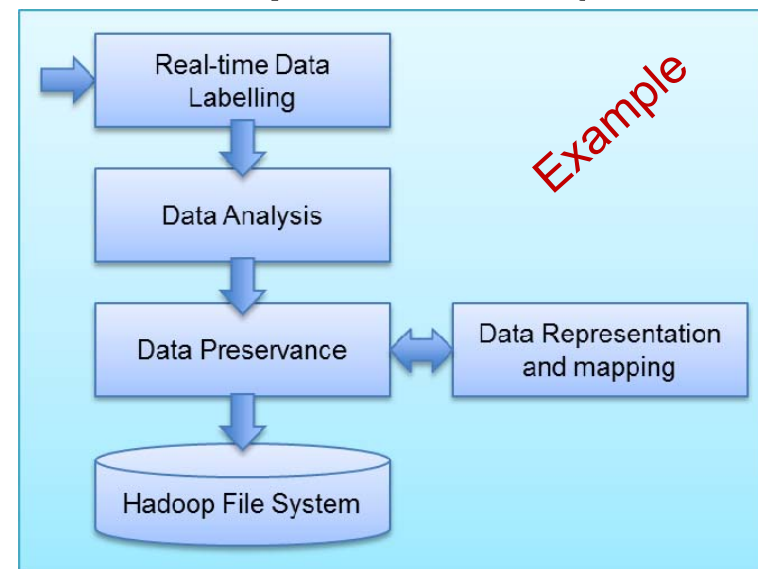 Real-time Data
Labelling
Example
Data Analysis
Data Preservance
Data Representation
and mapping
Hadoop File System